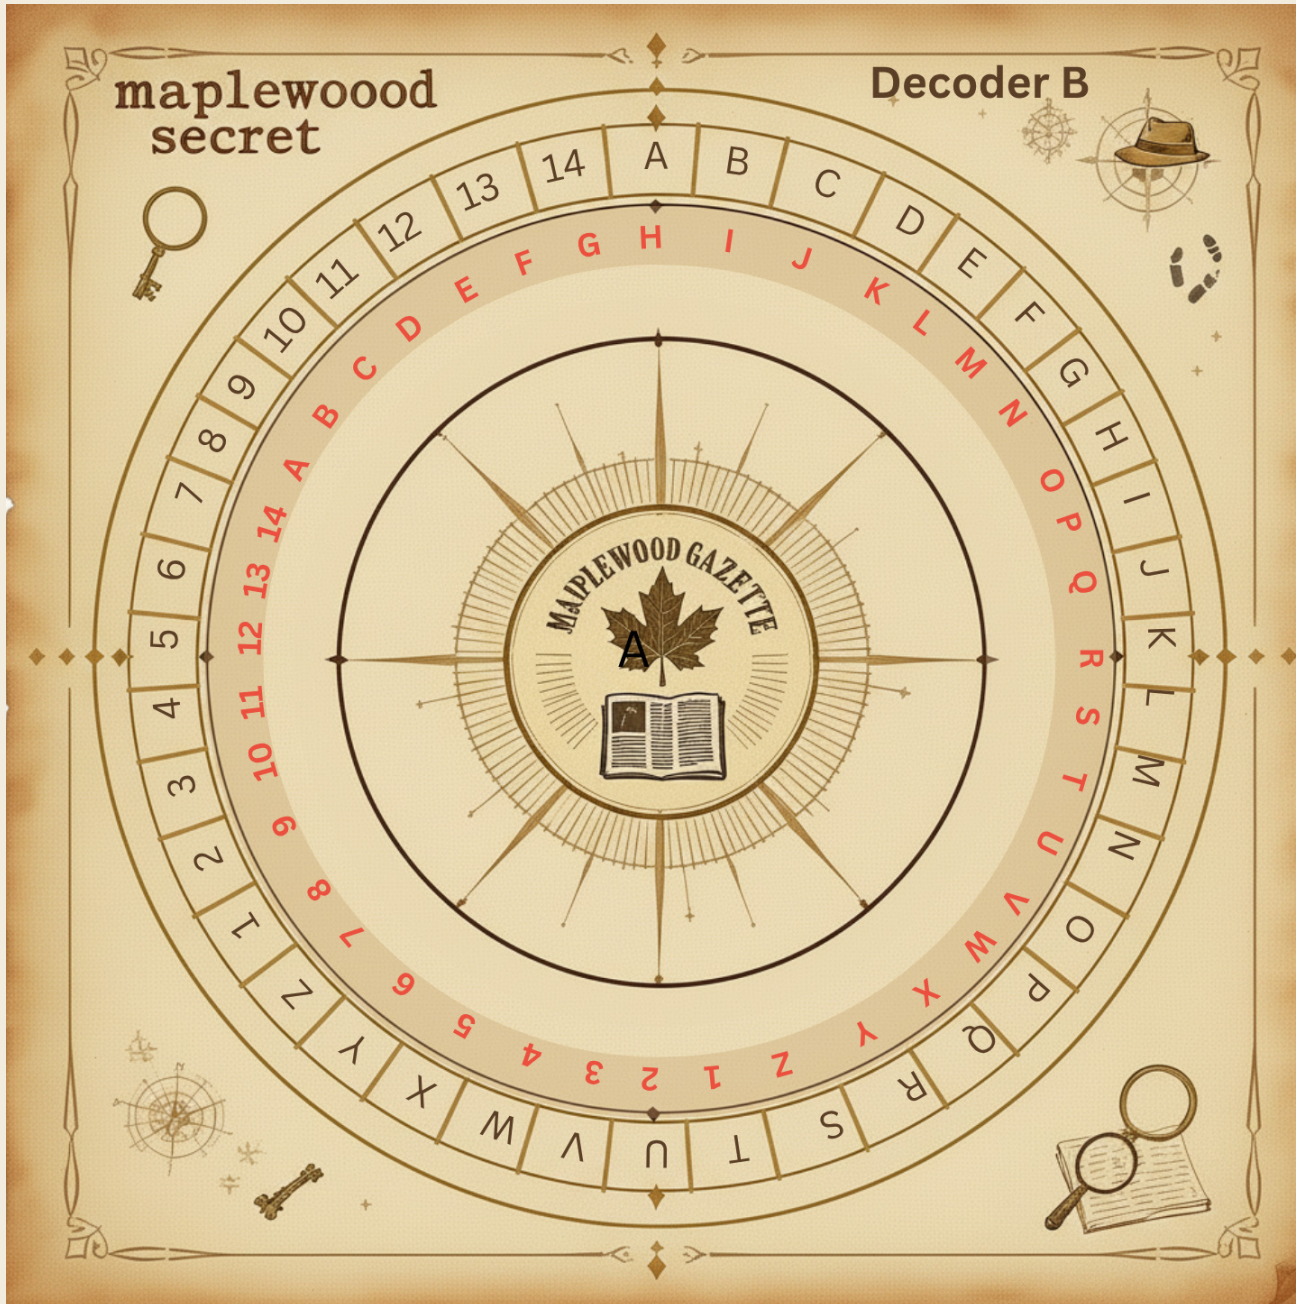 maplewoood
secret
Decoder B
A B C D E F G H I J K L M N O P Q R S T U V W X Y Z 1 2 3 4 5 6 7 8 9 10 11 12 13 14
H I J K L M N O P Q R S T U V W X Y Z 1 2 3 4 5 6 7 8 9 10 11 12 13 14 A B C D E F G
MAPLEWOOD GAZETTE
A